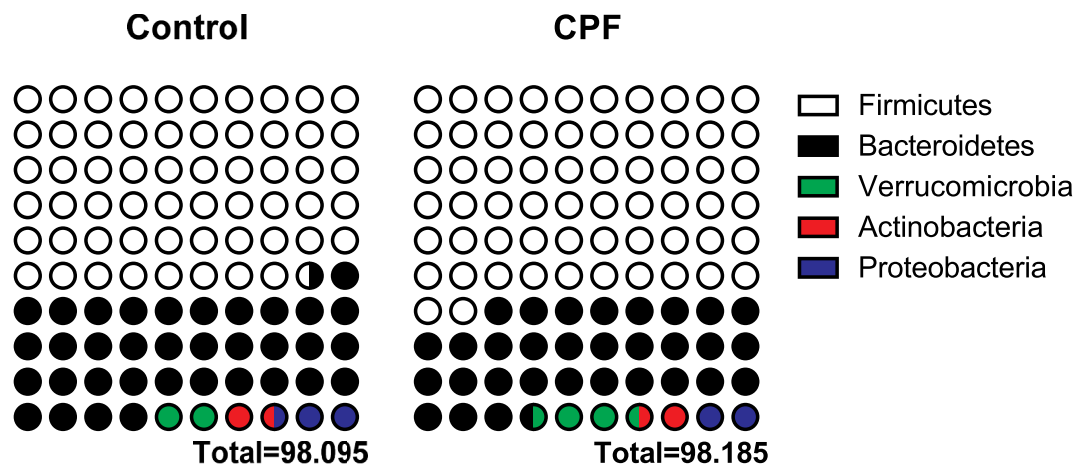 Control
CPF
Firmicutes
Bacteroidetes
Verrucomicrobia
Actinobacteria
Proteobacteria
Total=98.095
Total=98.185